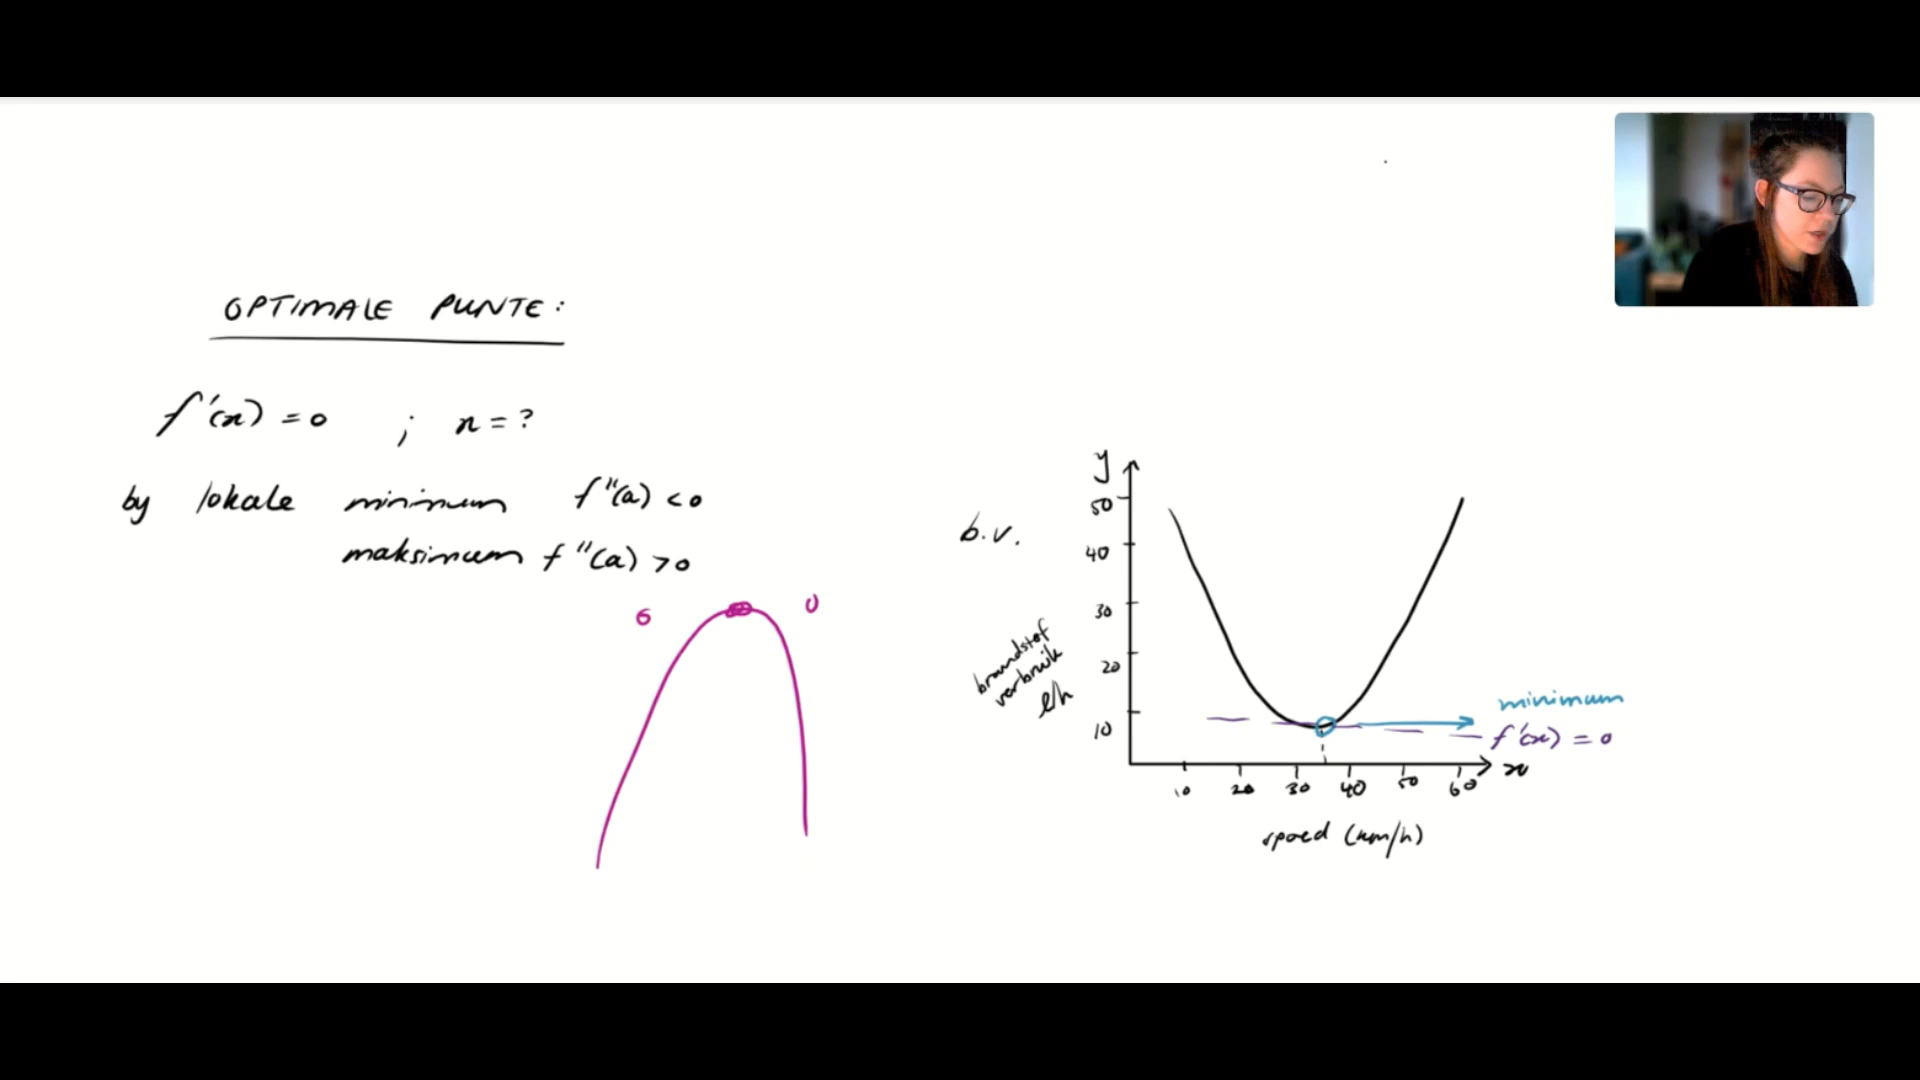 OPTIMALE PUNTE:
f'(x) = 0 ; x = ?
by lokale minimum f''(a) < 0
maksimum f''(a) > 0
b.v.
y
50
40
30
20
10
brandstof
verbruik
l/h
minimum
f'(x) = 0
x
10 20 30 40 50 60
spoed (km/h)